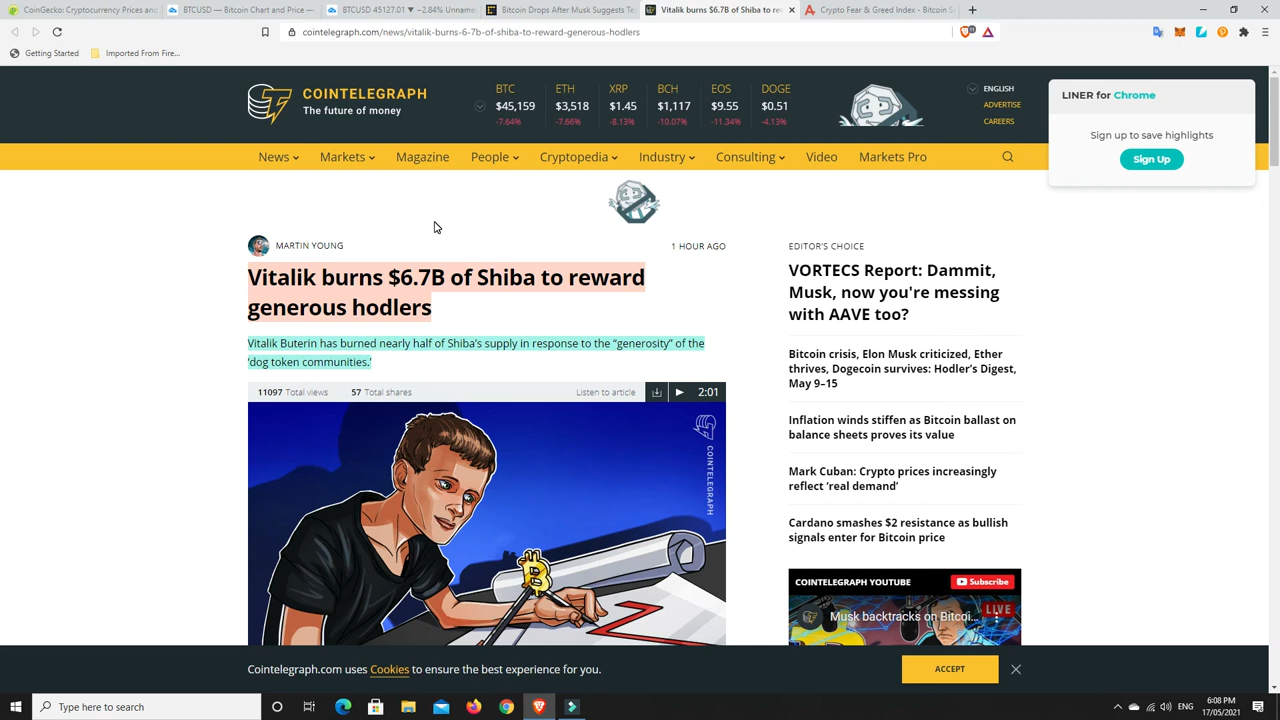 CoinGecko: Cryptocurrency Prices and
BTCUSD — Bitcoin Chart and Price —
BTCUSD 45127.01 ▼ −2.84% Unname
Bitcoin Drops After Musk Suggests Te
Vitalik burns $6.7B of Shiba to re
Crypto Fear & Greed Index - Bitcoin S
cointelegraph.com/news/vitalik-burns-6-7b-of-shiba-to-reward-generous-hodlers
Getting Started
Imported From Fire...
COINTELEGRAPH
The future of money
BTC ETH XRP BCH EOS DOGE
$45,159 $3,518 $1.45 $1,117 $9.55 $0.51
-7.64% -7.66% -8.13% -10.07% -11.34% -4.13%
ENGLISH
ADVERTISE
CAREERS
LINER for Chrome
Sign up to save highlights
Sign Up
News Markets Magazine People Cryptopedia Industry Consulting Video Markets Pro
MARTIN YOUNG
1 HOUR AGO
Vitalik burns $6.7B of Shiba to reward
generous hodlers
Vitalik Buterin has burned nearly half of Shiba's supply in response to the “generosity” of the
‘dog token communities.’
11097 Total views 57 Total shares Listen to article 2:01
COINTELEGRAPH
EDITOR'S CHOICE
VORTECS Report: Dammit,
Musk, now you're messing
with AAVE too?
Bitcoin crisis, Elon Musk criticized, Ether
thrives, Dogecoin survives: Hodler's Digest,
May 9–15
Inflation winds stiffen as Bitcoin ballast on
balance sheets proves its value
Mark Cuban: Crypto prices increasingly
reflect ‘real demand’
Cardano smashes $2 resistance as bullish
signals enter for Bitcoin price
COINTELEGRAPH YOUTUBE
Subscribe
Musk backtracks on Bitcoi...
LIVE
Cointelegraph.com uses Cookies to ensure the best experience for you.
ACCEPT
Type here to search
ENG
6:08 PM
17/05/2021